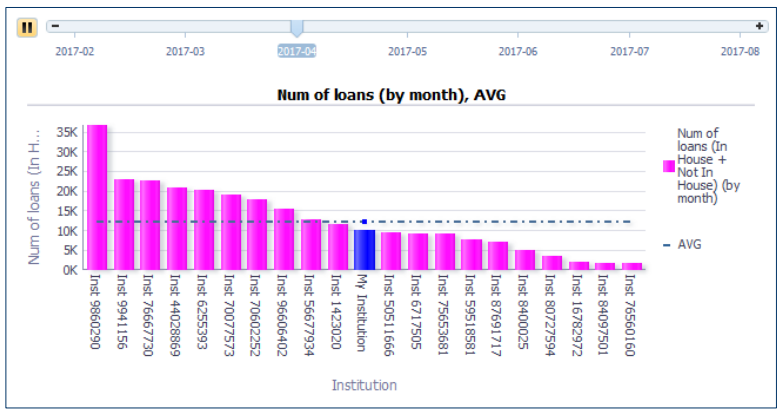 2017-02 2017-03 2017-04 2017-05 2017-06 2017-07 2017-08
Num of loans (by month), AVG
Num of loans (In H...
35K
30K
25K
20K
15K
10K
5K
0K
Inst 9860290
Inst 9941156
Inst 76667730
Inst 44028869
Inst 6255393
Inst 70077573
Inst 70602252
Inst 96606402
Inst 56677934
Inst 1423020
My Institution
Inst 50511666
Inst 6717505
Inst 75653681
Inst 59518581
Inst 87691717
Inst 8400025
Inst 80727594
Inst 16782972
Inst 84097501
Inst 76560160
Institution
Num of
loans (In
House +
Not In
House) (by
month)
AVG